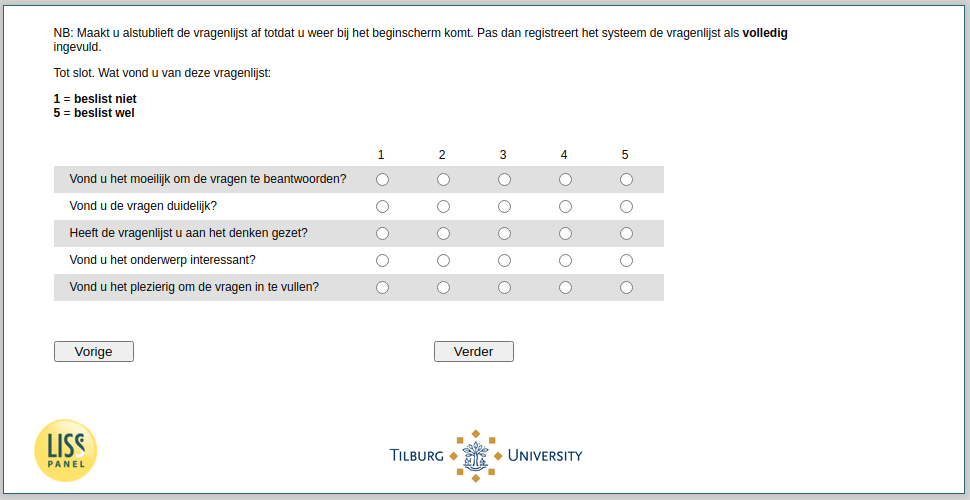 NB: Maakt u alstublieft de vragenlijst af totdat u weer bij het beginscherm komt. Pas dan registreert het systeem de vragenlijst als volledig
ingevuld.
Tot slot. Wat vond u van deze vragenlijst:
1 = beslist niet
5 = beslist wel
1 2 3 4 5
Vond u het moeilijk om de vragen te beantwoorden?
Vond u de vragen duidelijk?
Heeft de vragenlijst u aan het denken gezet?
Vond u het onderwerp interessant?
Vond u het plezierig om de vragen in te vullen?
Vorige Verder
LISS
PANEL
TILBURG UNIVERSITY